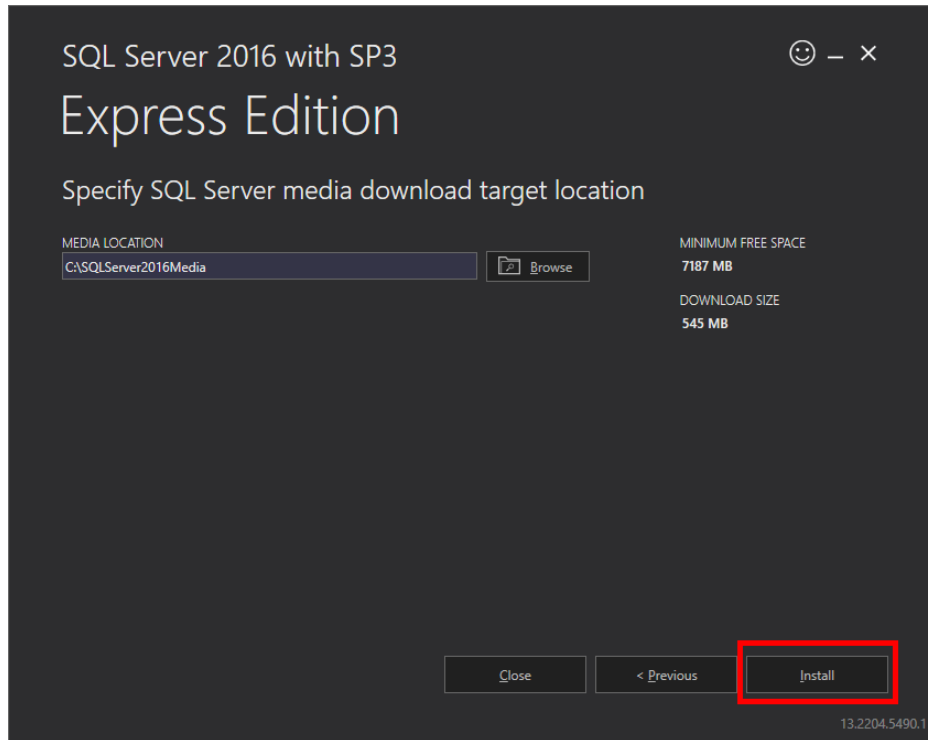 SQL Server 2016 with SP3
Express Edition
Specify SQL Server media download target location
MEDIA LOCATION
C:\SQLServer2016Media
Browse
MINIMUM FREE SPACE
7187 MB
DOWNLOAD SIZE
545 MB
Close
< Previous
Install
13.2204.5490.1